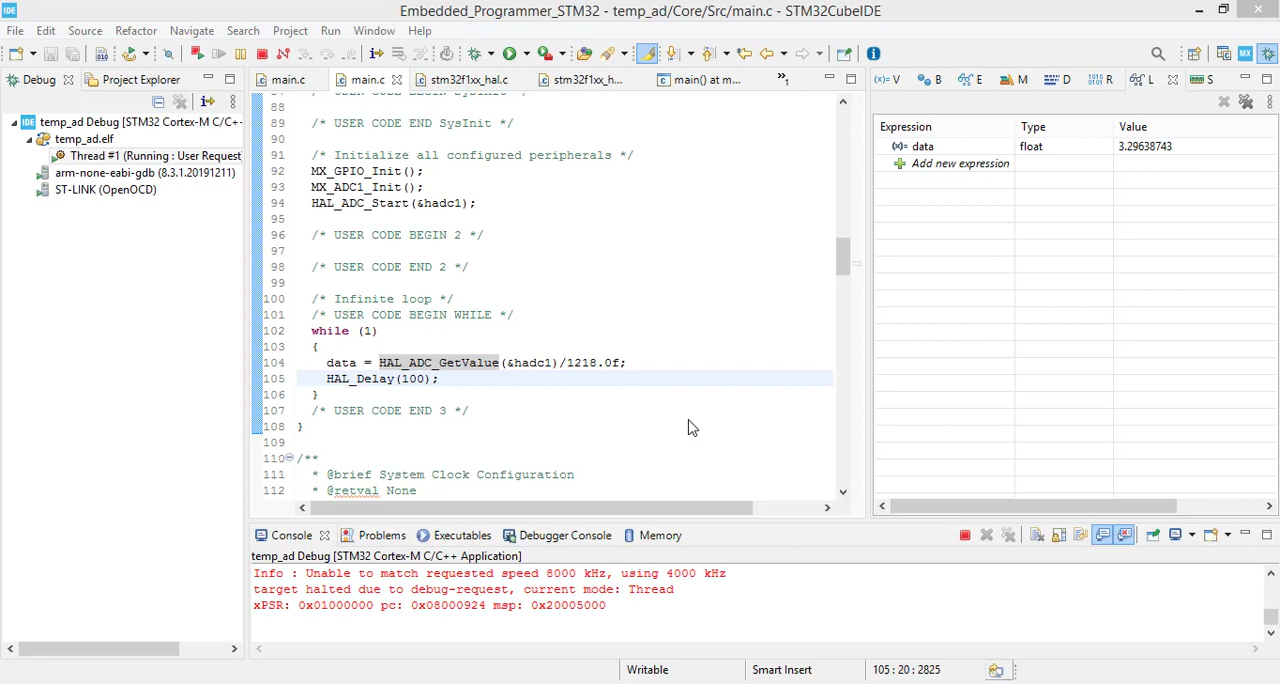 IDE
Embedded_Programmer_STM32 - temp_ad/Core/Src/main.c - STM32CubeIDE
File Edit Source Refactor Navigate Search Project Run Window Help
Debug Project Explorer
main.c main.c stm32f1xx_hal.c stm32f1xx_h... main() at m... 1
(x)= V B E M D R L S
temp_ad Debug [STM32 Cortex-M C/C++
temp_ad.elf
Thread #1 (Running : User Request
arm-none-eabi-gdb (8.3.1.20191211)
ST-LINK (OpenOCD)
87 /* USER CODE BEGIN SysInit */
88
89 /* USER CODE END SysInit */
90
91 /* Initialize all configured peripherals */
92 MX_GPIO_Init();
93 MX_ADC1_Init();
94 HAL_ADC_Start(&hadc1);
95
96 /* USER CODE BEGIN 2 */
97
98 /* USER CODE END 2 */
99
100 /* Infinite loop */
101 /* USER CODE BEGIN WHILE */
102 while (1)
103 {
104 data = HAL_ADC_GetValue(&hadc1)/1218.0f;
105 HAL_Delay(100);
106 }
107 /* USER CODE END 3 */
108 }
109
110 /**
111 * @brief System Clock Configuration
112 * @retval None
Expression Type Value
(x)= data float 3.29638743
Add new expression
Console Problems Executables Debugger Console Memory
temp_ad Debug [STM32 Cortex-M C/C++ Application]
Info : Unable to match requested speed 8000 kHz, using 4000 kHz
target halted due to debug-request, current mode: Thread
xPSR: 0x01000000 pc: 0x08000924 msp: 0x20005000
Writable Smart Insert 105 : 20 : 2825